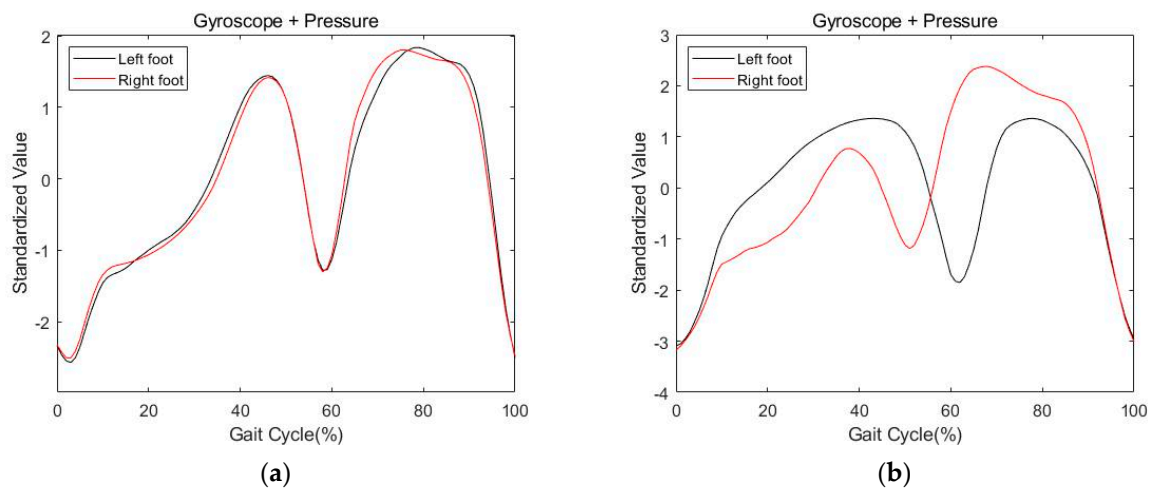 Gyroscope + Pressure
2
1
0
-1
-2
Standardized Value
Left foot
Right foot
0
20
40
60
80
100
Gait Cycle(%)
(a)
Gyroscope + Pressure
3
2
1
0
-1
-2
-3
-4
Standardized Value
Left foot
Right foot
0
20
40
60
80
100
Gait Cycle(%)
(b)